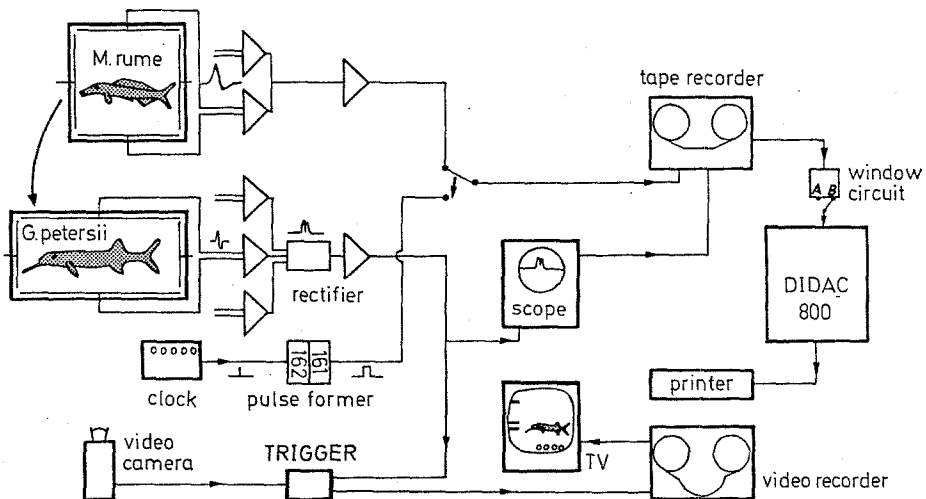 M. rume
tape recorder
window
circuit
A B
G. petersii
rectifier
scope
DIDAC
800
clock
162 161
pulse former
printer
video
camera
TRIGGER
TV
video recorder